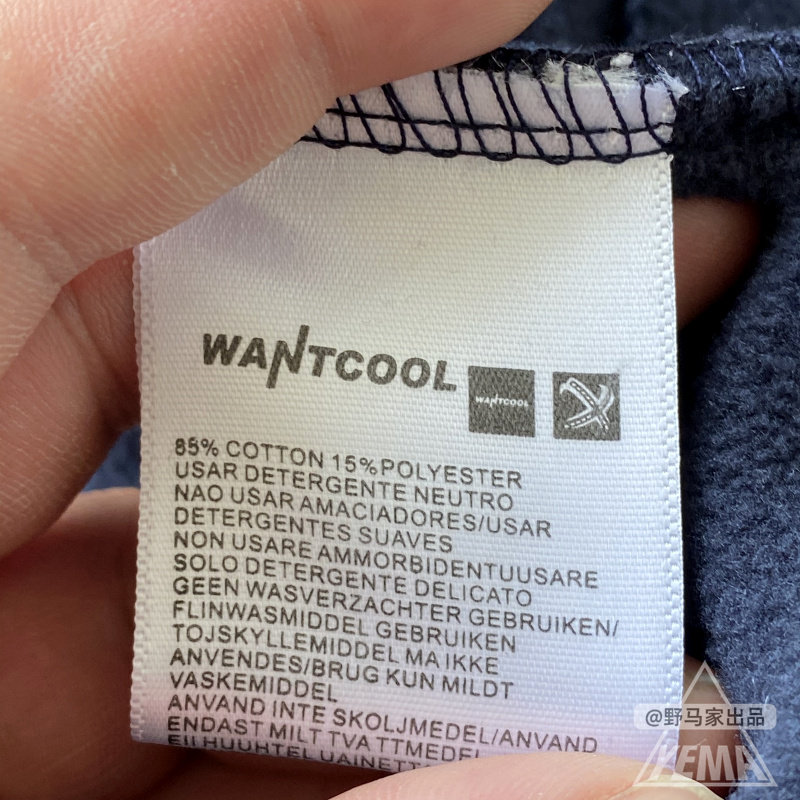 WANTCOOL
WANTCOOL
85% COTTON 15%POLYESTER
USAR DETERGENTE NEUTRO
NAO USAR AMACIADORES/USAR
DETERGENTES SUAVES
NON USARE AMMORBIDENTUUSARE
SOLO DETERGENTE DELICATO
GEEN WASVERZACHTER GEBRUIKEN/
FLINWASMIDDEL GEBRUIKEN
TOJSKYLLEMIDDEL MA IKKE
ANVENDES/BRUG KUN MILDT
VASKEMIDDEL
ANVAND INTE SKOLJMEDEL/ANVAND
ENDAST MILT TVA TTMEDEL
@野马家出品
YEMA